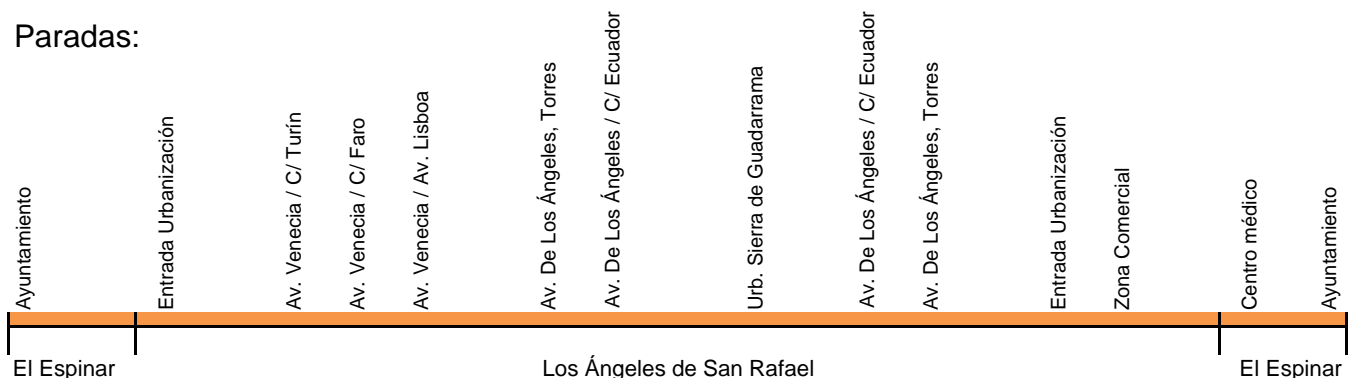 Paradas:
Ayuntamiento
Entrada Urbanización
Av. Venecia / C/ Turín
Av. Venecia / C/ Faro
Av. Venecia / Av. Lisboa
Av. De Los Ángeles, Torres
Av. De Los Ángeles / C/ Ecuador
Urb. Sierra de Guadarrama
Av. De Los Ángeles / C/ Ecuador
Av. De Los Ángeles, Torres
Entrada Urbanización
Zona Comercial
Centro médico
Ayuntamiento
El Espinar
Los Ángeles de San Rafael
El Espinar